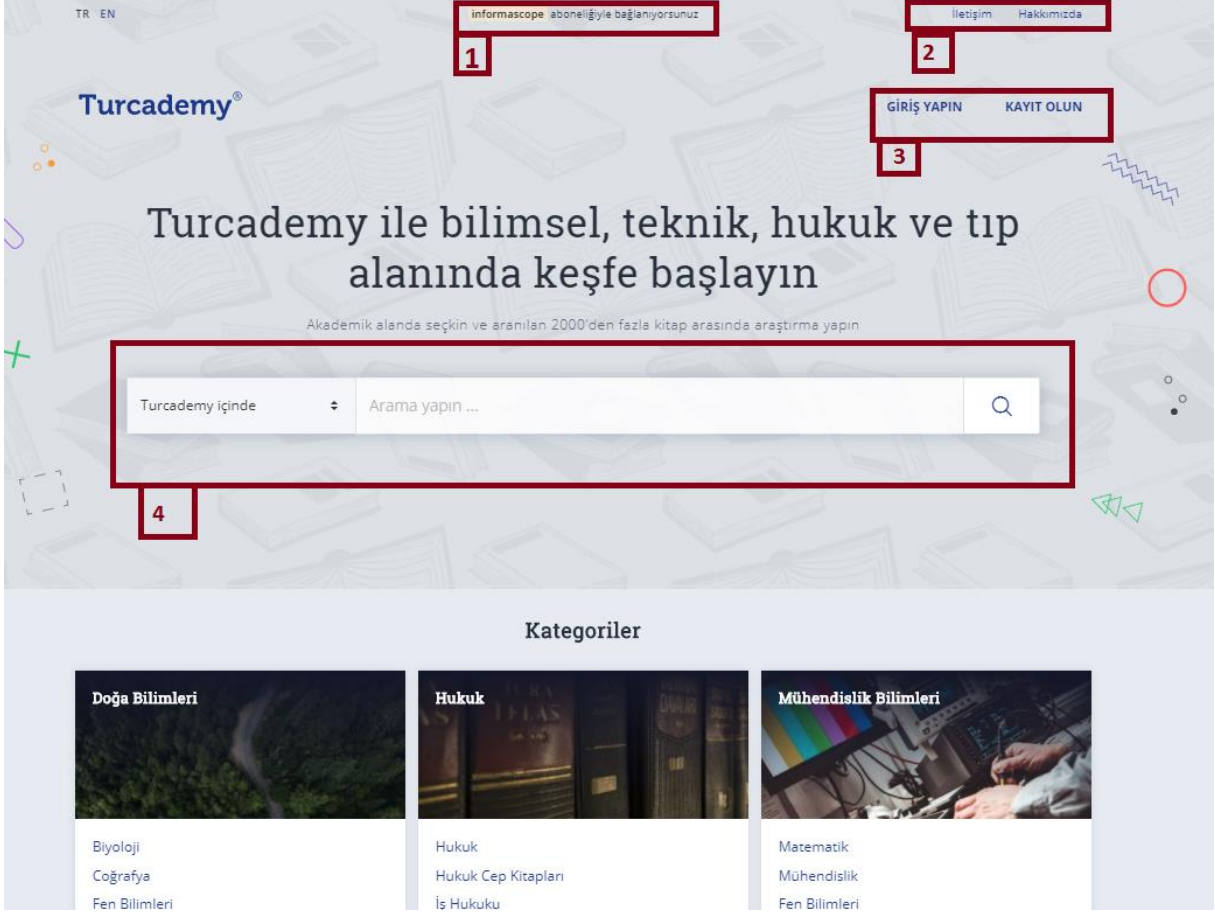 TR EN
informascope aboneliğiyle bağlanıyorsunuz
İletişim Hakkımızda
1
2
Turcademy®
GİRİŞ YAPIN KAYIT OLUN
3
Turcademy ile bilimsel, teknik, hukuk ve tıp
alanında keşfe başlayın
Akademik alanda seçkin ve aranılan 2000'den fazla kitap arasında araştırma yapın
Turcademy içinde
Arama yapın ...
4
Kategoriler
Doğa Bilimleri
Biyoloji
Coğrafya
Fen Bilimleri
Hukuk
Hukuk
Hukuk Cep Kitapları
İş Hukuku
Mühendislik Bilimleri
Matematik
Mühendislik
Fen Bilimleri